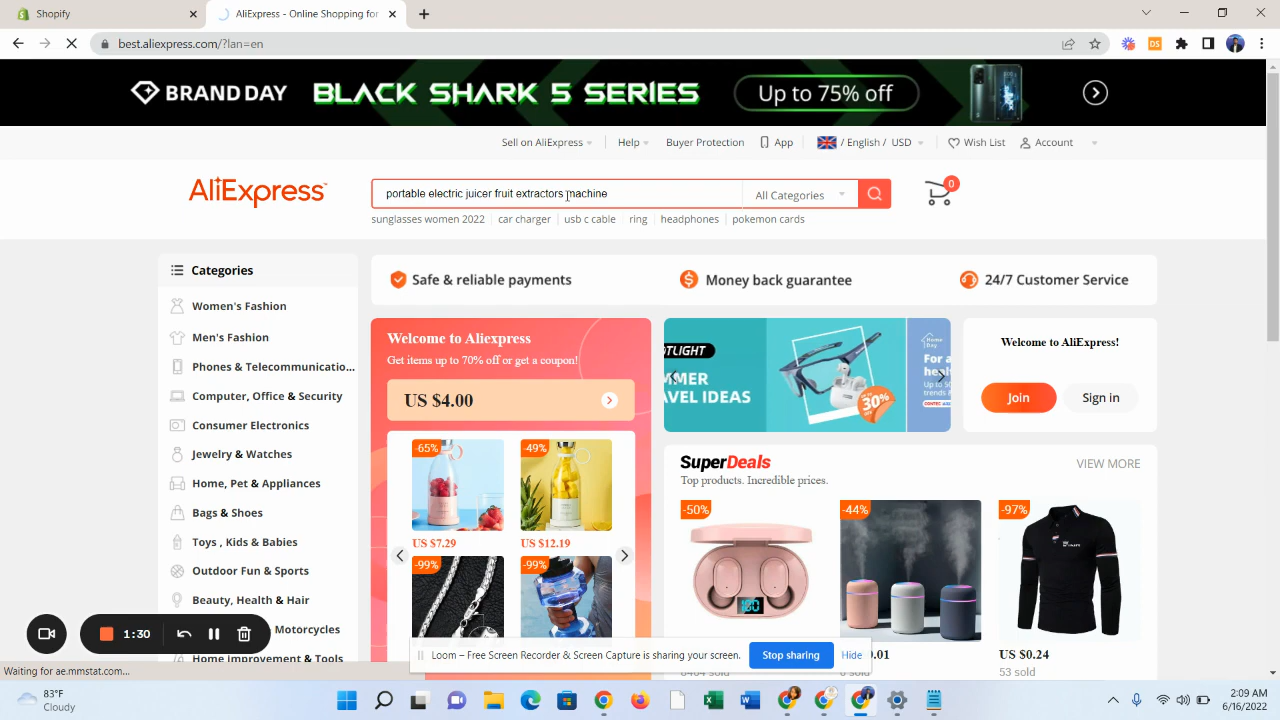 Shopify
AliExpress - Online Shopping for
best.aliexpress.com/?lan=en
DS
BRAND DAY
BLACK SHARK 5 SERIES
Up to 75% off
Sell on AliExpress
Help
Buyer Protection
App
/ English / USD
Wish List
Account
AliExpress
portable electric juicer fruit extractors machine
All Categories
0
sunglasses women 2022
car charger
usb c cable
ring
headphones
pokemon cards
Categories
Women's Fashion
Men's Fashion
Phones & Telecommunicatio...
Computer, Office & Security
Consumer Electronics
Jewelry & Watches
Home, Pet & Appliances
Bags & Shoes
Toys , Kids & Babies
Outdoor Fun & Sports
Beauty, Health & Hair
Motorcycles
Home Improvement & Tools
Safe & reliable payments
Money back guarantee
24/7 Customer Service
Welcome to Aliexpress
Get items up to 70% off or get a coupon!
US $4.00
-65%
-49%
US $7.29
US $12.19
-99%
-99%
OTLIGHT
MER
AVEL IDEAS
30%
For a
Welcome to AliExpress!
Join
Sign in
SuperDeals
VIEW MORE
Top products. Incredible prices.
-50%
-44%
-97%
.01
US $0.24
53 sold
1:30
Loom – Free Screen Recorder & Screen Capture is sharing your screen.
Stop sharing
Hide
Waiting for ae.mmstat.com...
83°F
Cloudy
2:09 AM
6/16/2022